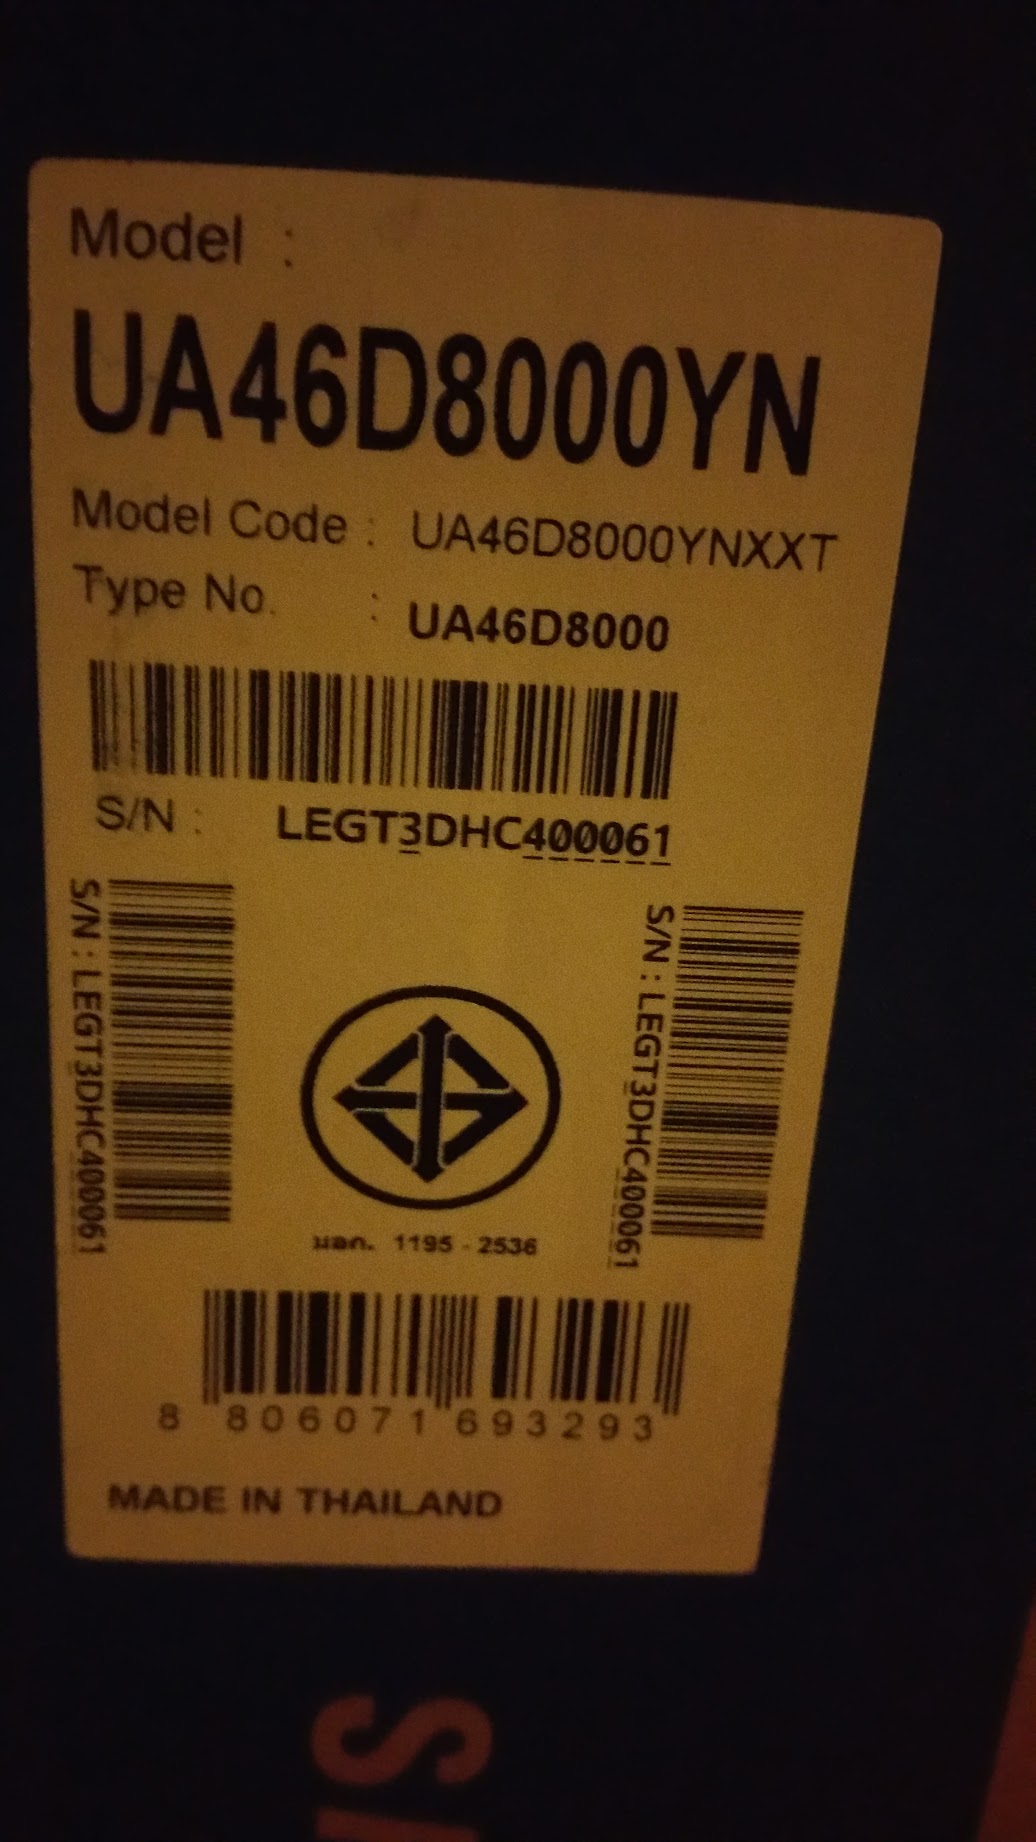 Model :
UA46D8000YN
Model Code : UA46D8000YNXXT
Type No. : UA46D8000
S/N : LEGT3DHC400061
S/N : LEGT3DHC400061
S/N : LEGT3DHC400061
มอก. 1195 - 2536
8 806071 693293
MADE IN THAILAND
S